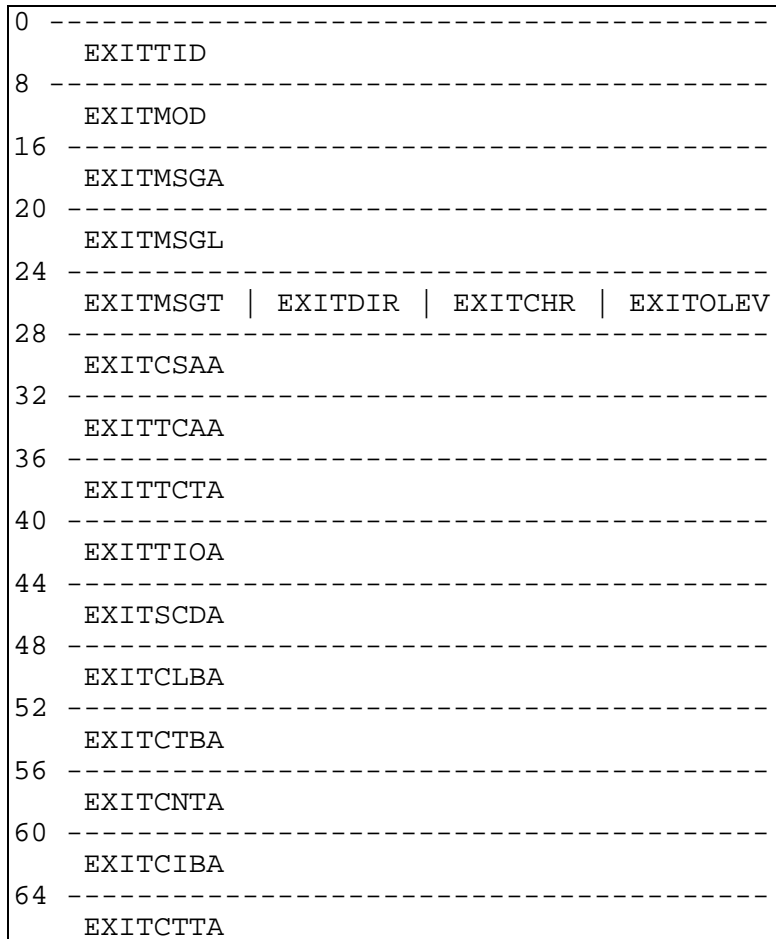 0 -----------------------------------------
EXITTID
8 -----------------------------------------
EXITMOD
16 ----------------------------------------
EXITMSGA
20 ----------------------------------------
EXITMSGL
24 ----------------------------------------
EXITMSGT | EXITDIR | EXITCHR | EXITOLEV
28 ----------------------------------------
EXITCSAA
32 ----------------------------------------
EXITTCAA
36 ----------------------------------------
EXITTCTA
40 ----------------------------------------
EXITTIOA
44 ----------------------------------------
EXITSCDA
48 ----------------------------------------
EXITCLBA
52 ----------------------------------------
EXITCTBA
56 ----------------------------------------
EXITCNTA
60 ----------------------------------------
EXITCIBA
64 ----------------------------------------
EXITCTTA